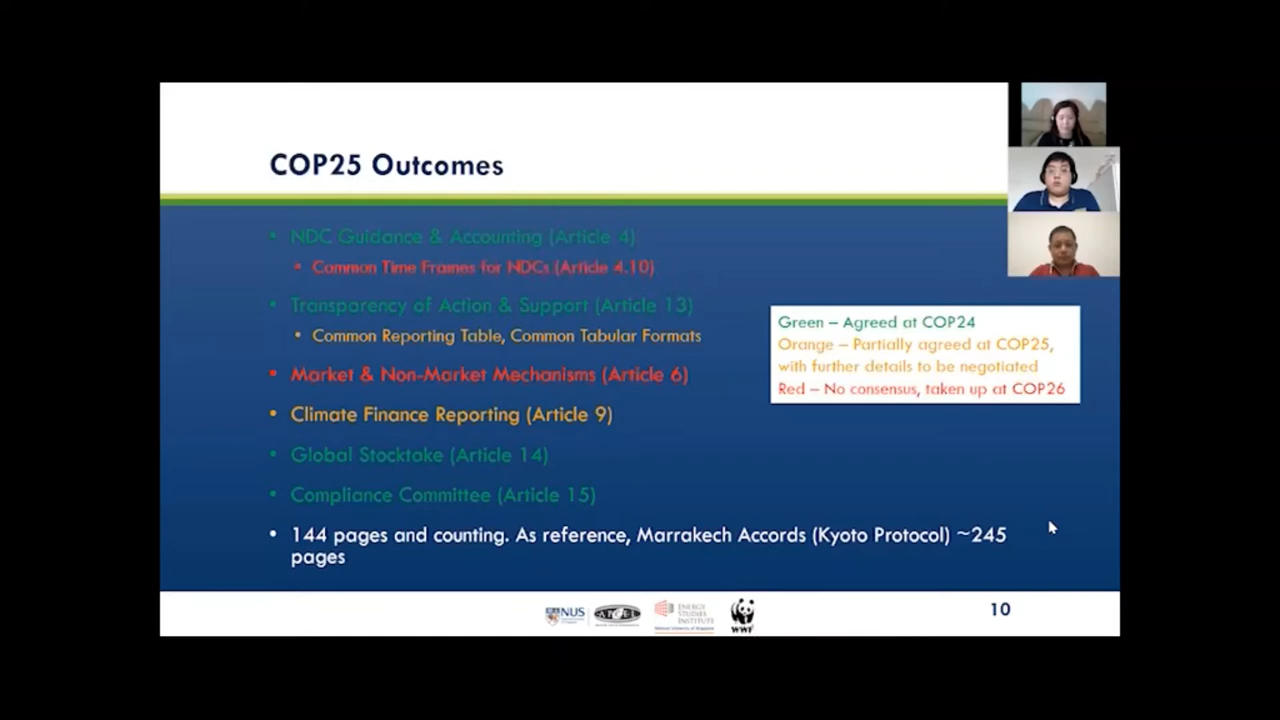 COP25 Outcomes
• NDC Guidance & Accounting (Article 4)
• Common Time Frames for NDCs (Article 4.10)
• Transparency of Action & Support (Article 13)
• Common Reporting Table, Common Tabular Formats
• Market & Non-Market Mechanisms (Article 6)
• Climate Finance Reporting (Article 9)
• Global Stocktake (Article 14)
• Compliance Committee (Article 15)
• 144 pages and counting. As reference, Marrakech Accords (Kyoto Protocol) ~245
pages
Green – Agreed at COP24
Orange – Partially agreed at COP25,
with further details to be negotiated
Red – No consensus, taken up at COP26
NUS
ENERGY
STUDIES
INSTITUTE
WWF
10